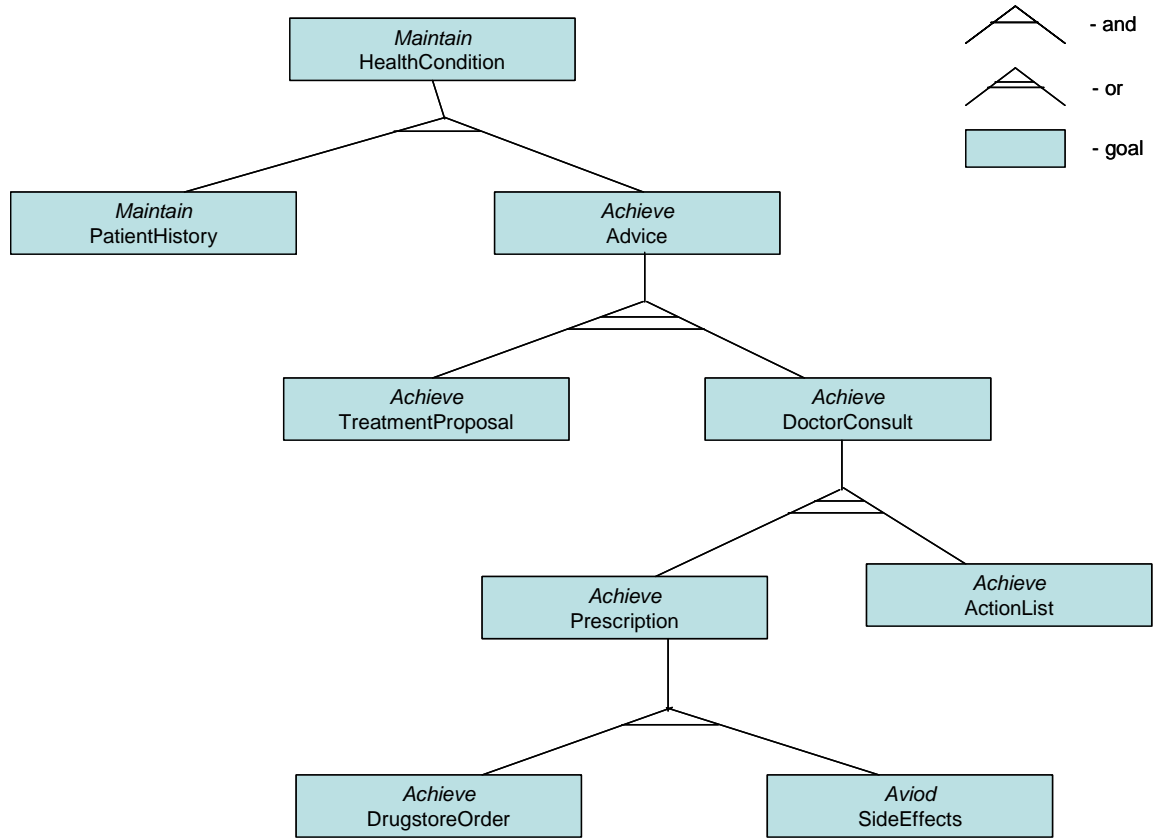 Maintain
HealthCondition
- and
- or
- goal
Maintain
PatientHistory
Achieve
Advice
Achieve
TreatmentProposal
Achieve
DoctorConsult
Achieve
Prescription
Achieve
ActionList
Achieve
DrugstoreOrder
Aviod
SideEffects